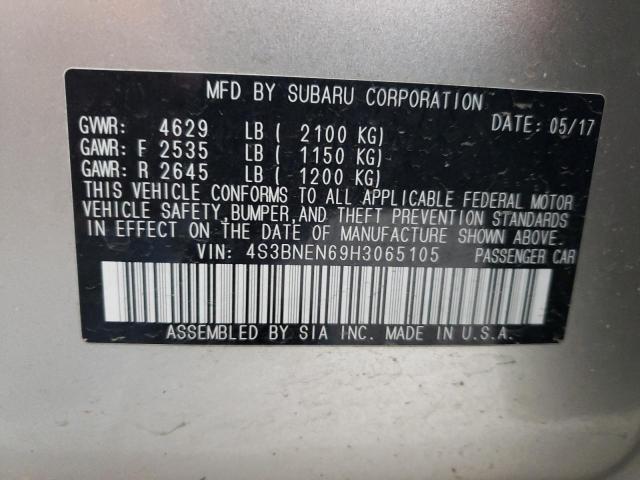 MFD BY SUBARU CORPORATION DATE: 05/17
GVWR: 4629 LB ( 2100 KG)
GAWR: F 2535 LB ( 1150 KG)
GAWR: R 2645 LB ( 1200 KG)
THIS VEHICLE CONFORMS TO ALL APPLICABLE FEDERAL MOTOR
VEHICLE SAFETY,BUMPER,AND THEFT PREVENTION STANDARDS
IN EFFECT ON THE DATE OF MANUFACTURE SHOWN ABOVE.
VIN: 4S3BNEN69H3065105 PASSENGER CAR
ASSEMBLED BY SIA INC. MADE IN U.S.A.